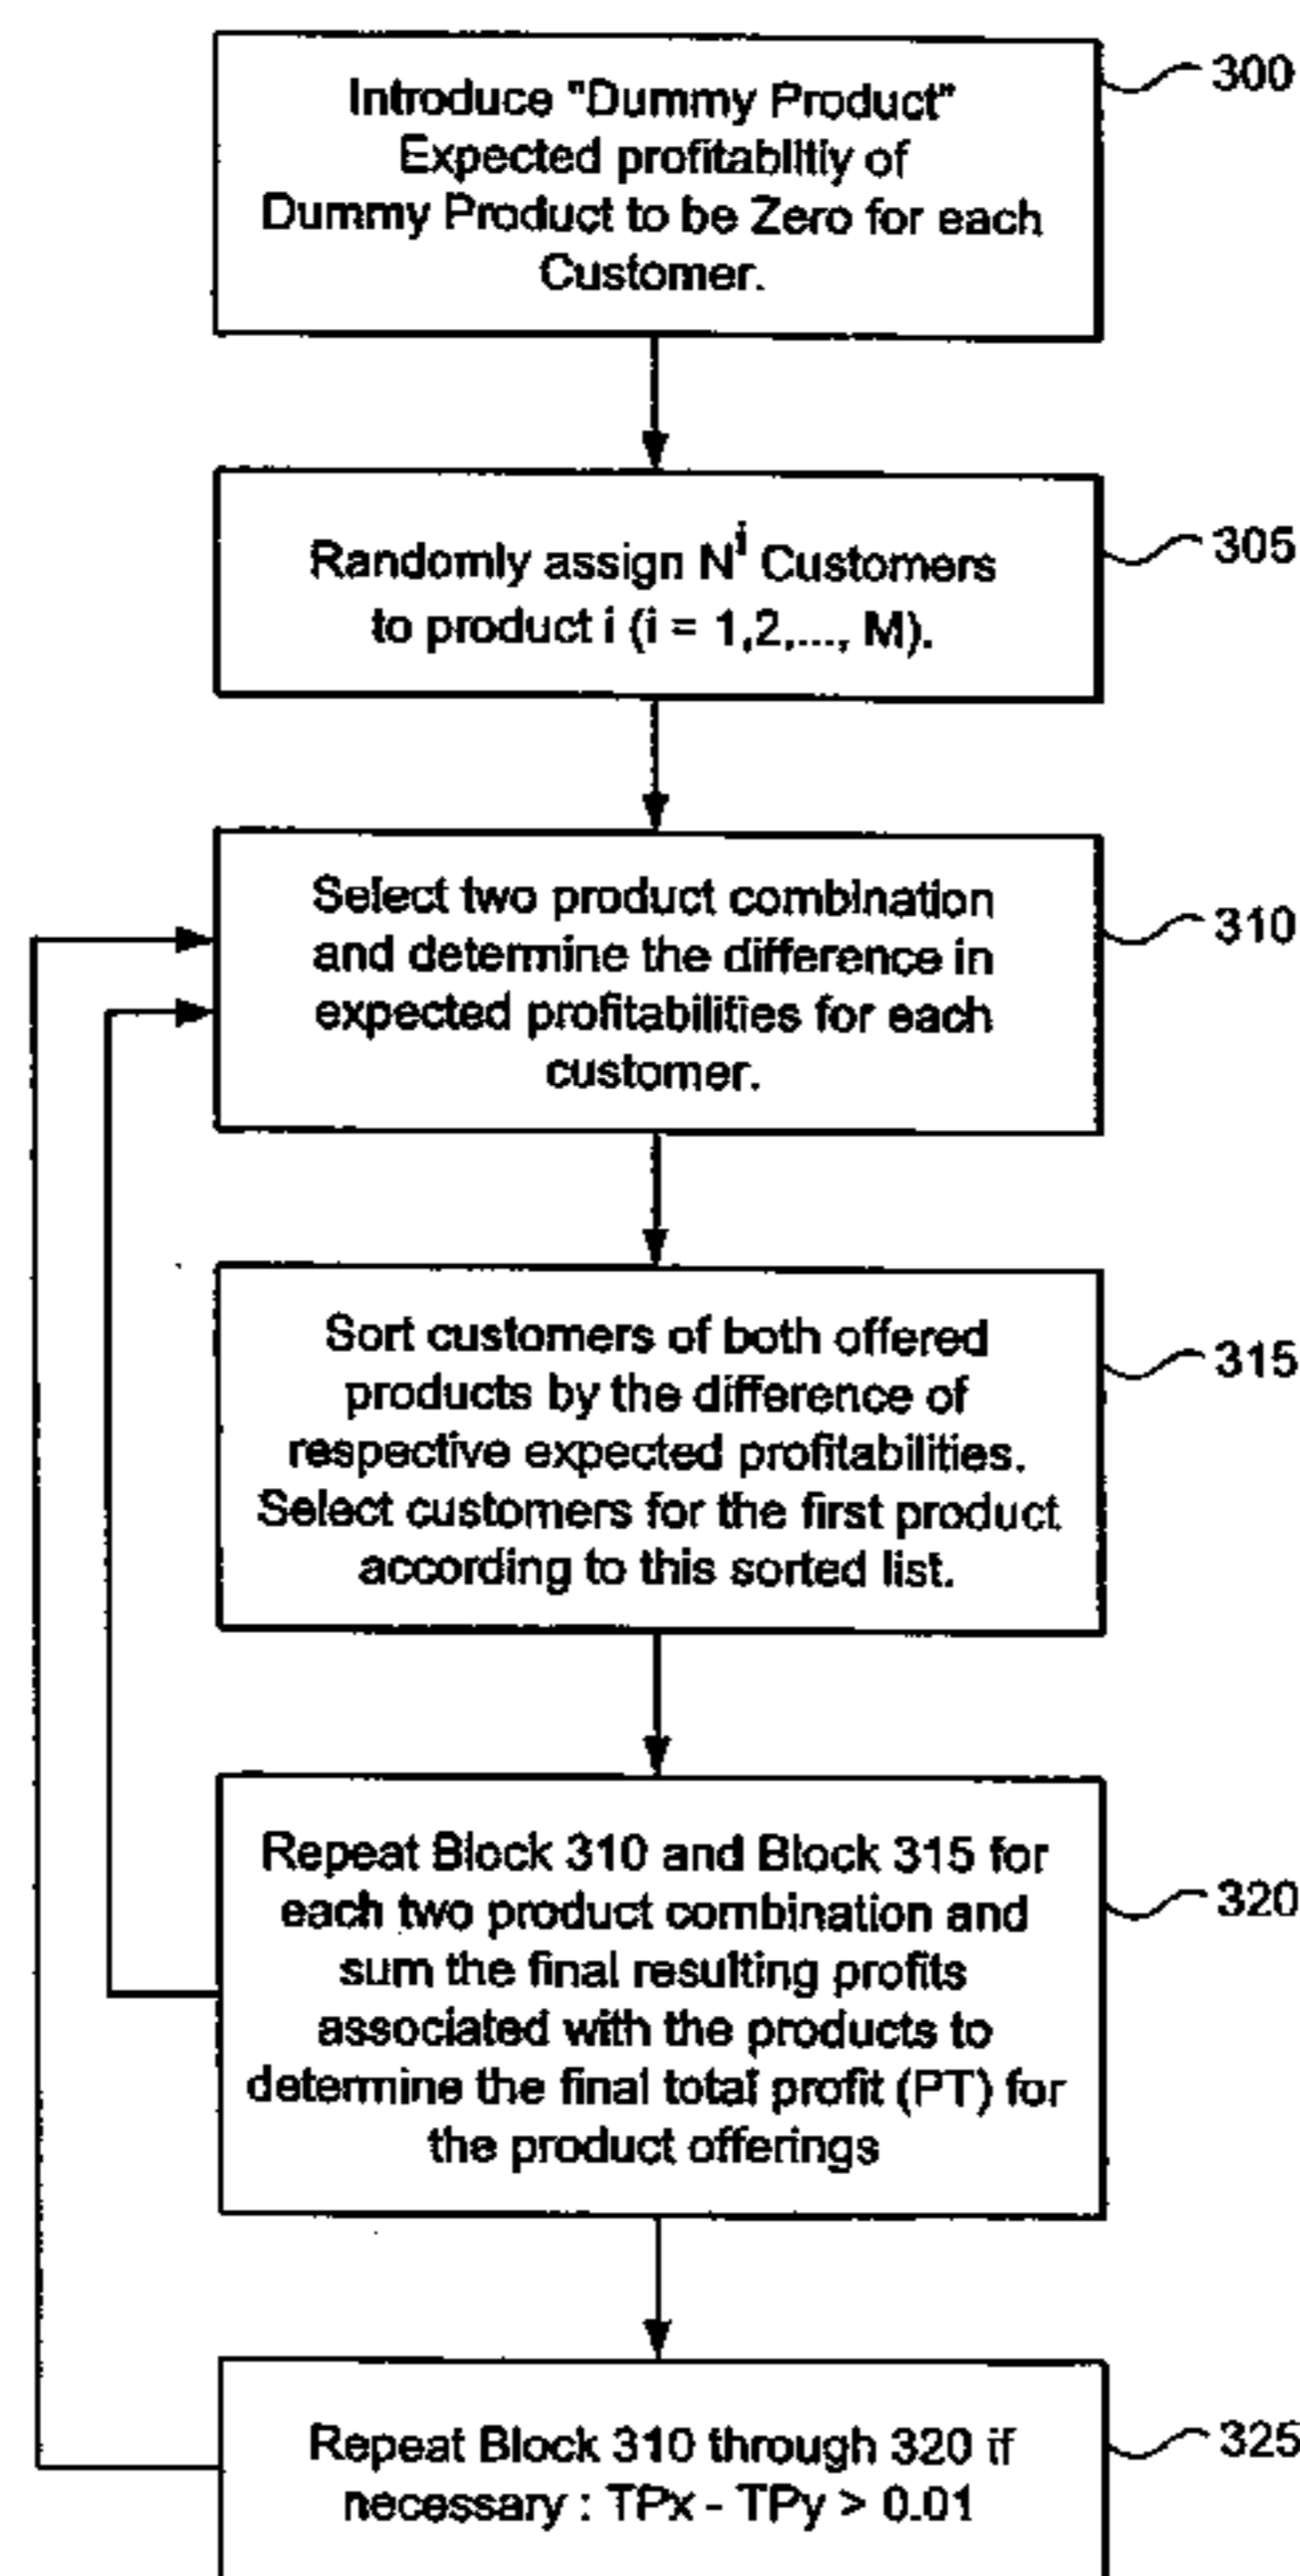 Introduce "Dummy Product"
Expected profitablitiy of
Dummy Product to be Zero for each
Customer.
300
Randomly assign N^i Customers
to product i (i = 1,2,..., M).
305
Select two product combination
and determine the difference in
expected profitabilities for each
customer.
310
Sort customers of both offered
products by the difference of
respective expected profitabilities.
Select customers for the first product
according to this sorted list.
315
Repeat Block 310 and Block 315 for
each two product combination and
sum the final resulting profits
associated with the products to
determine the final total profit (PT) for
the product offerings
320
Repeat Block 310 through 320 if
necessary : TPx - TPy > 0.01
325